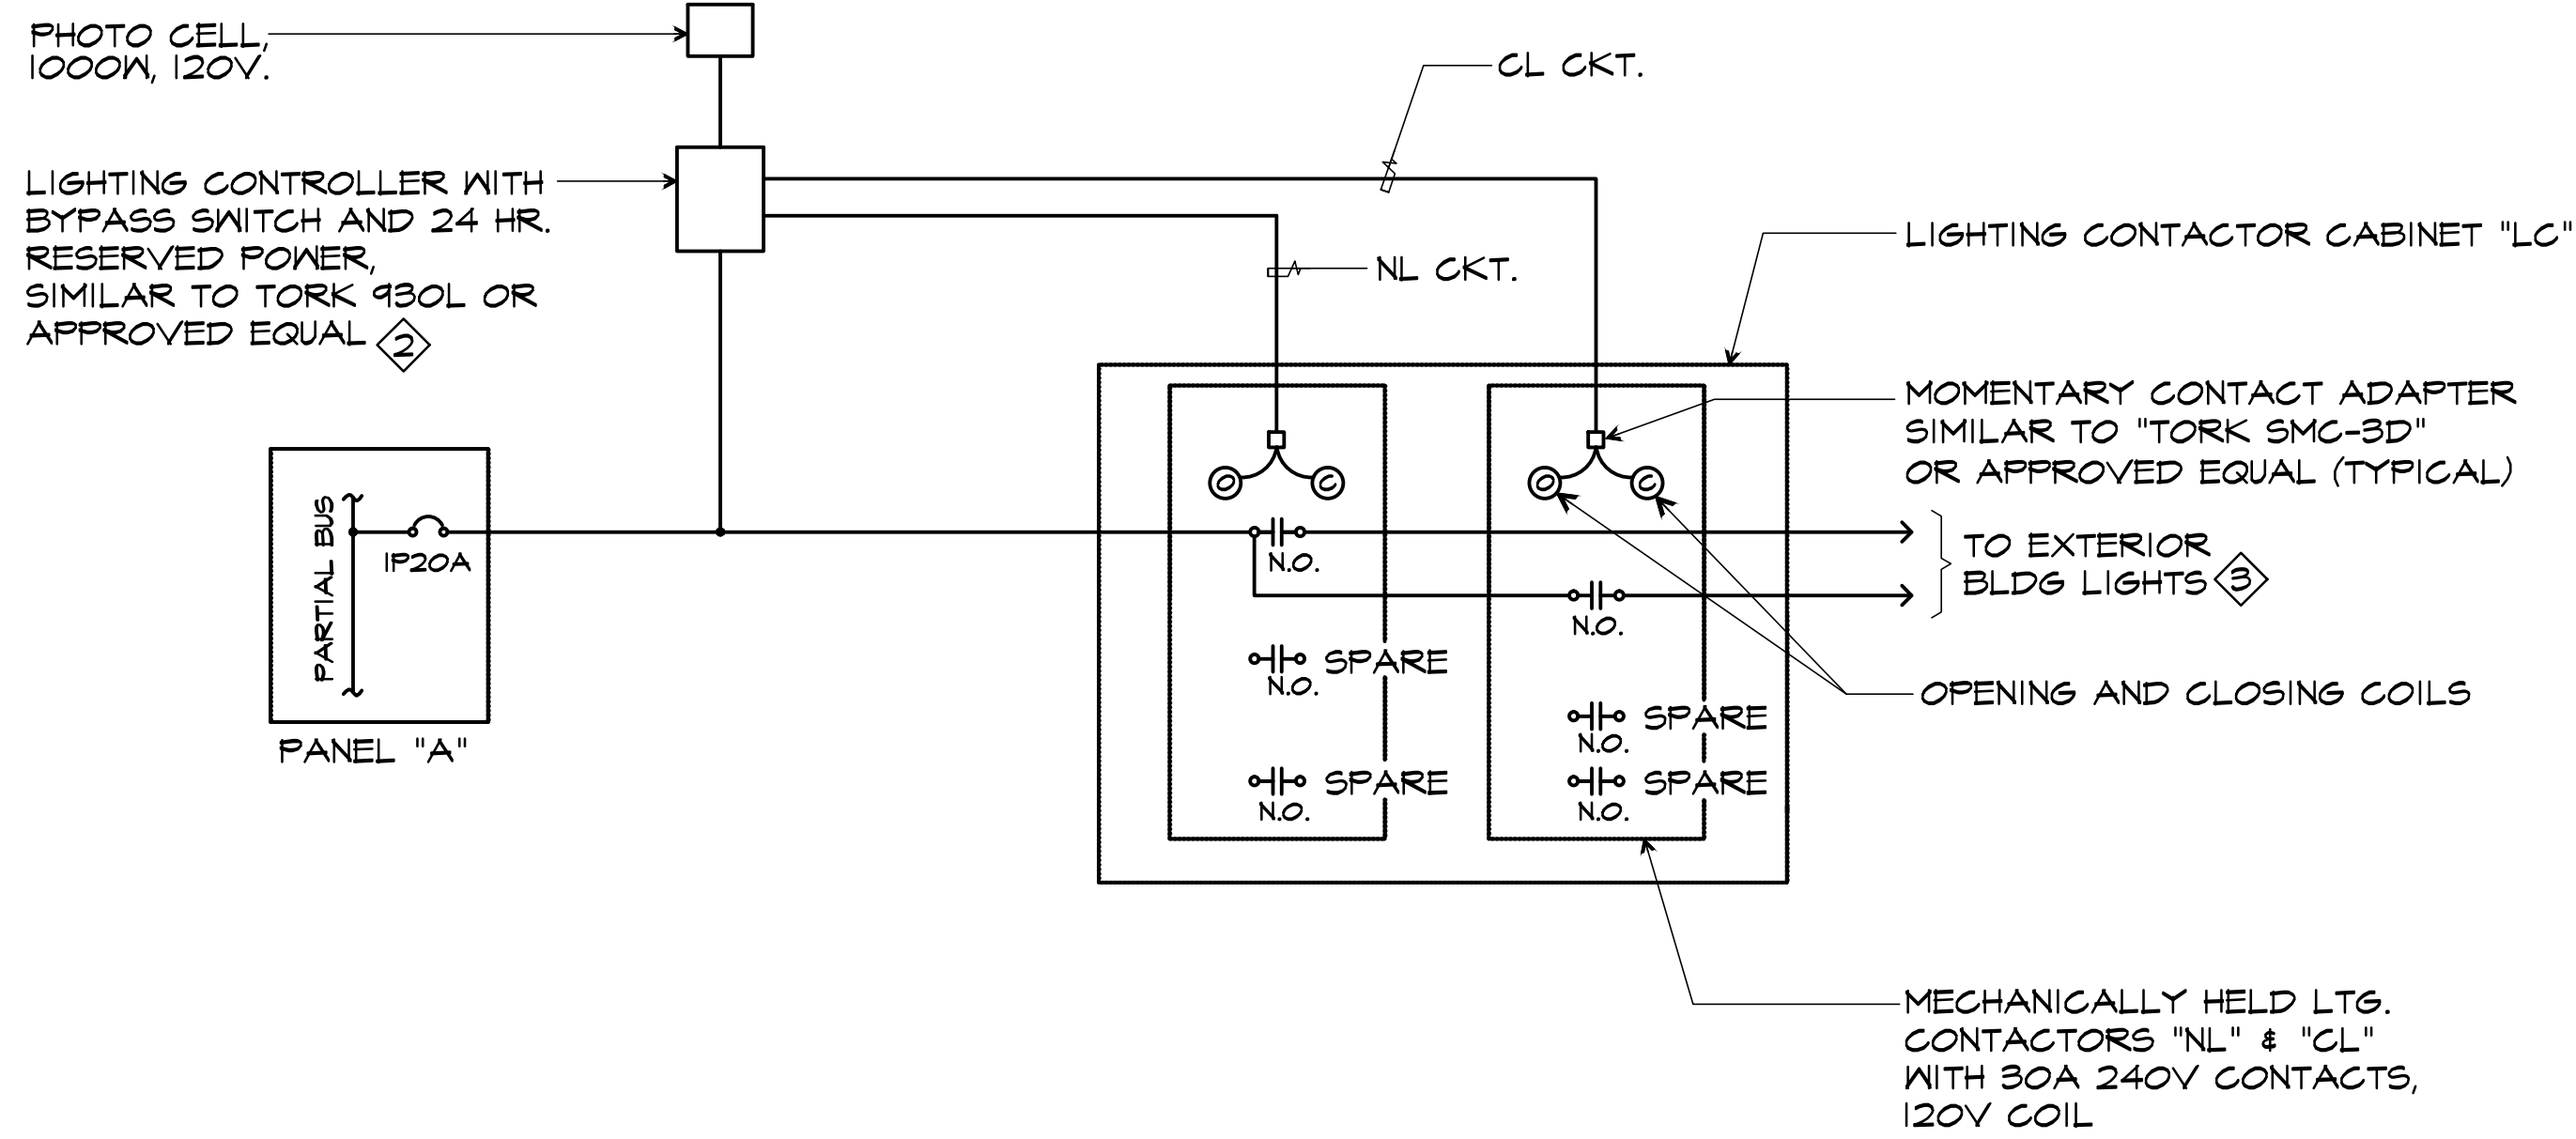 PHOTO CELL,
1000W, 120V.
CL CKT.
LIGHTING CONTROLLER WITH
BYPASS SWITCH AND 24 HR.
RESERVED POWER,
SIMILAR TO TORK 930L OR
APPROVED EQUAL 2
NL CKT.
LIGHTING CONTACTOR CABINET "LC"
MOMENTARY CONTACT ADAPTER
SIMILAR TO "TORK SMC-3D"
OR APPROVED EQUAL (TYPICAL)
O C
O C
PARTIAL BUS
1P20A
PANEL "A"
N.O.
N.O.
TO EXTERIOR
BLDG LIGHTS 3
SPARE
N.O.
SPARE
N.O.
SPARE
N.O.
SPARE
N.O.
OPENING AND CLOSING COILS
MECHANICALLY HELD LTG.
CONTACTORS "NL" & "CL"
WITH 30A 240V CONTACTS,
120V COIL